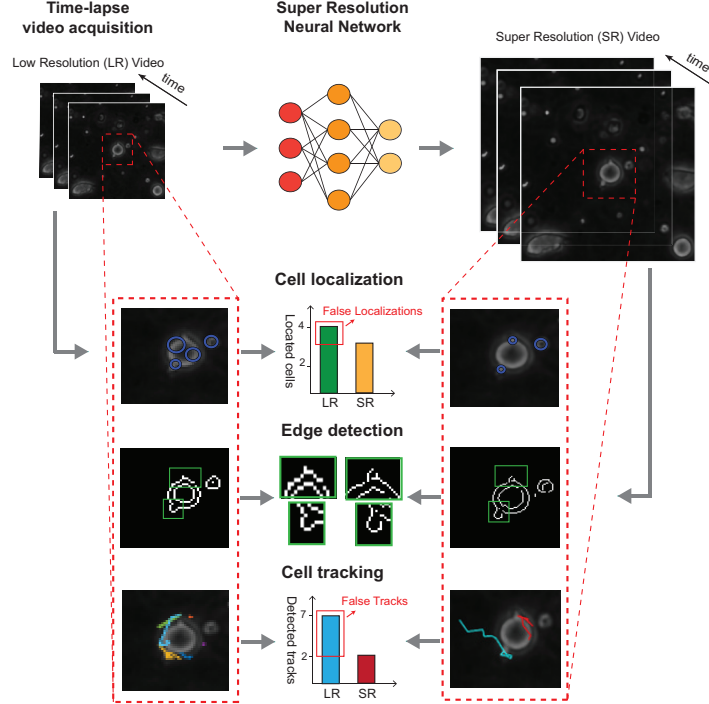 Time-lapse
video acquisition
Super Resolution
Neural Network
Low Resolution (LR) Video
time
Super Resolution (SR) Video
time
Cell localization
False Localizations
Located cells
4
2
LR
SR
Edge detection
Cell tracking
False Tracks
Detected tracks
7
2
LR
SR